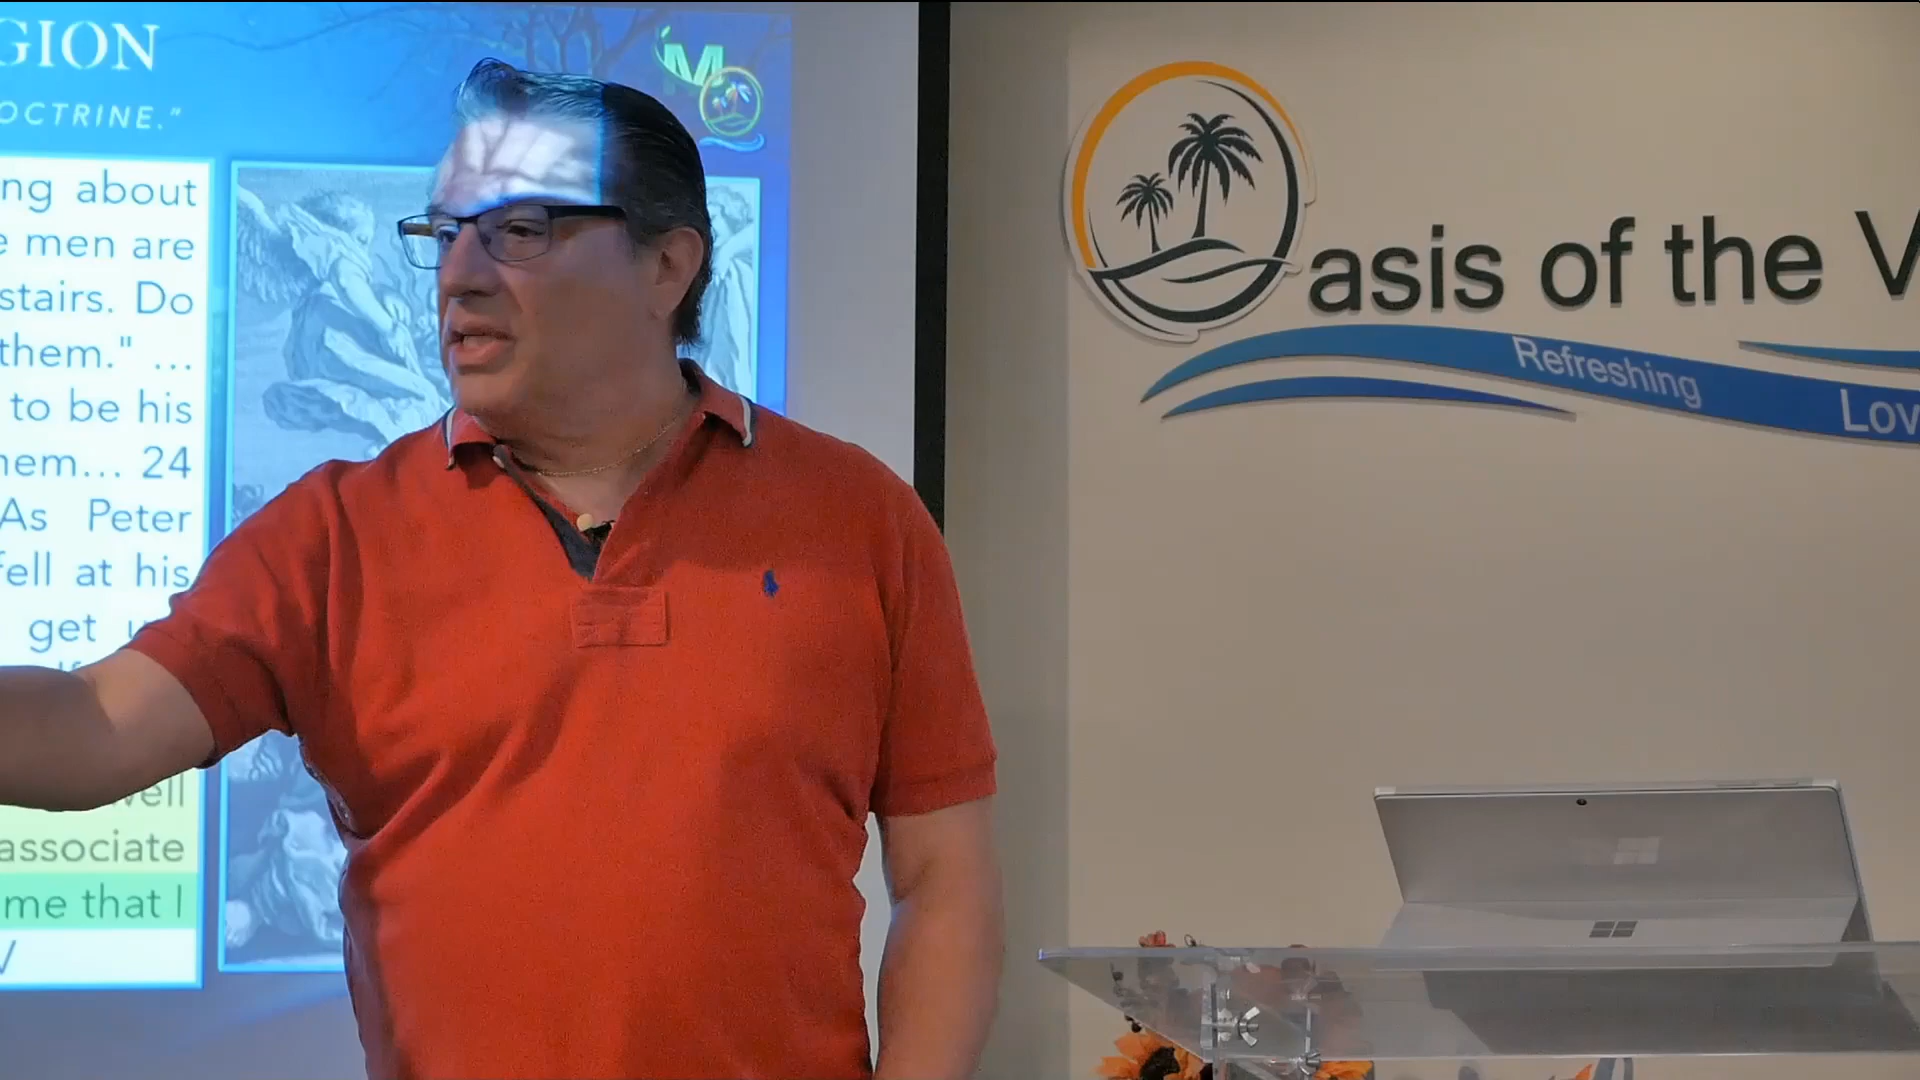 GION
OCTRINE."
ng about
men are
stairs. Do
them." ...
to be his
hem... 24
As Peter
fell at his
get
well
associate
me that I
M
asis of the V
Refreshing
Lov